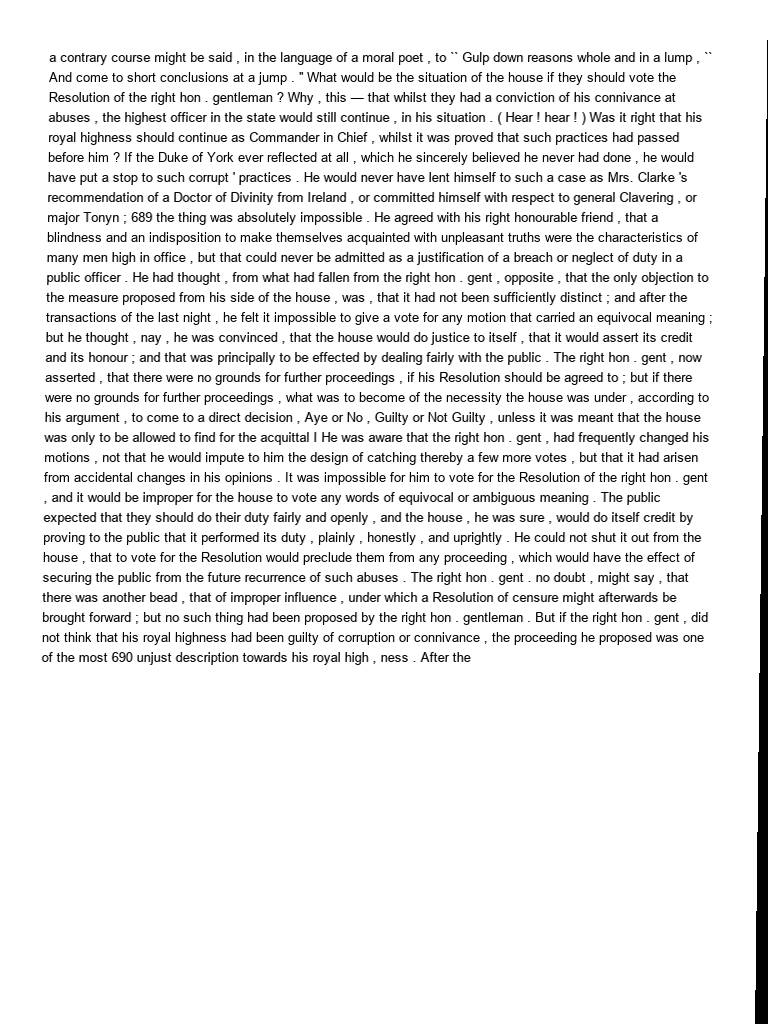 a contrary course might be said , in the language of a moral poet , to `` Gulp down reasons whole and in a lump , ``
And come to short conclusions at a jump . " What would be the situation of the house if they should vote the
Resolution of the right hon . gentleman ? Why , this — that whilst they had a conviction of his connivance at
abuses , the highest officer in the state would still continue , in his situation . ( Hear ! hear ! ) Was it right that his
royal highness should continue as Commander in Chief , whilst it was proved that such practices had passed
before him ? If the Duke of York ever reflected at all , which he sincerely believed he never had done , he would
have put a stop to such corrupt ' practices . He would never have lent himself to such a case as Mrs. Clarke 's
recommendation of a Doctor of Divinity from Ireland , or committed himself with respect to general Clavering , or
major Tonyn ; 689 the thing was absolutely impossible . He agreed with his right honourable friend , that a
blindness and an indisposition to make themselves acquainted with unpleasant truths were the characteristics of
many men high in office , but that could never be admitted as a justification of a breach or neglect of duty in a
public officer . He had thought , from what had fallen from the right hon . gent , opposite , that the only objection to
the measure proposed from his side of the house , was , that it had not been sufficiently distinct ; and after the
transactions of the last night , he felt it impossible to give a vote for any motion that carried an equivocal meaning ;
but he thought , nay , he was convinced , that the house would do justice to itself , that it would assert its credit
and its honour ; and that was principally to be effected by dealing fairly with the public . The right hon . gent , now
asserted , that there were no grounds for further proceedings , if his Resolution should be agreed to ; but if there
were no grounds for further proceedings , what was to become of the necessity the house was under , according to
his argument , to come to a direct decision , Aye or No , Guilty or Not Guilty , unless it was meant that the house
was only to be allowed to find for the acquittal I He was aware that the right hon . gent , had frequently changed his
motions , not that he would impute to him the design of catching thereby a few more votes , but that it had arisen
from accidental changes in his opinions . It was impossible for him to vote for the Resolution of the right hon . gent
, and it would be improper for the house to vote any words of equivocal or ambiguous meaning . The public
expected that they should do their duty fairly and openly , and the house , he was sure , would do itself credit by
proving to the public that it performed its duty , plainly , honestly , and uprightly . He could not shut it out from the
house , that to vote for the Resolution would preclude them from any proceeding , which would have the effect of
securing the public from the future recurrence of such abuses . The right hon . gent . no doubt , might say , that
there was another bead , that of improper influence , under which a Resolution of censure might afterwards be
brought forward ; but no such thing had been proposed by the right hon . gentleman . But if the right hon . gent , did
not think that his royal highness had been guilty of corruption or connivance , the proceeding he proposed was one
of the most 690 unjust description towards his royal high , ness . After the